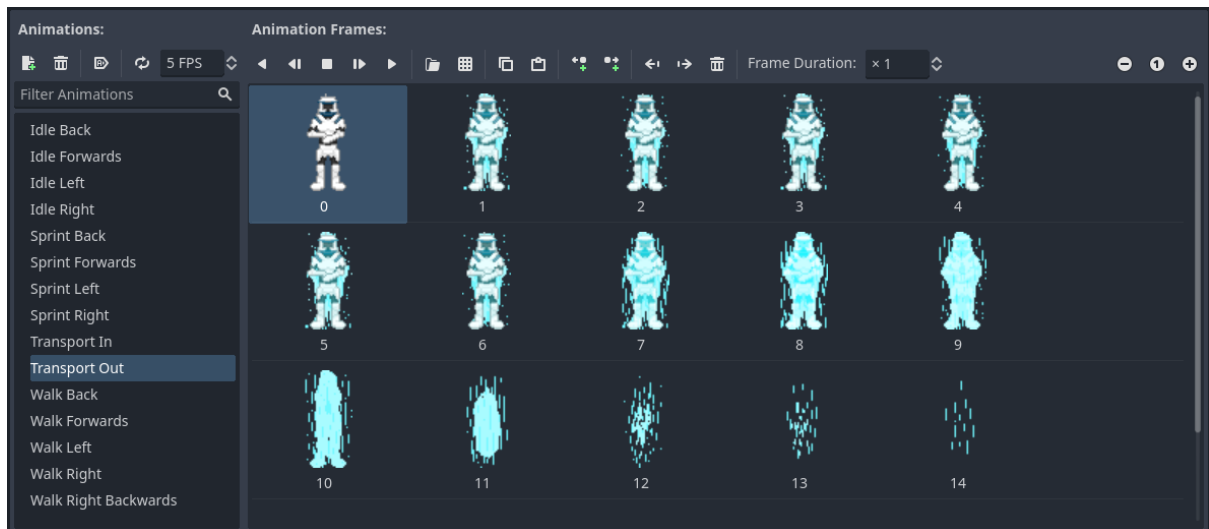 Animations:
Animation Frames:
5 FPS
Frame Duration: × 1
Filter Animations
Idle Back
Idle Forwards
Idle Left
Idle Right
Sprint Back
Sprint Forwards
Sprint Left
Sprint Right
Transport In
Transport Out
Walk Back
Walk Forwards
Walk Left
Walk Right
Walk Right Backwards
0 1 2 3 4
5 6 7 8 9
10 11 12 13 14